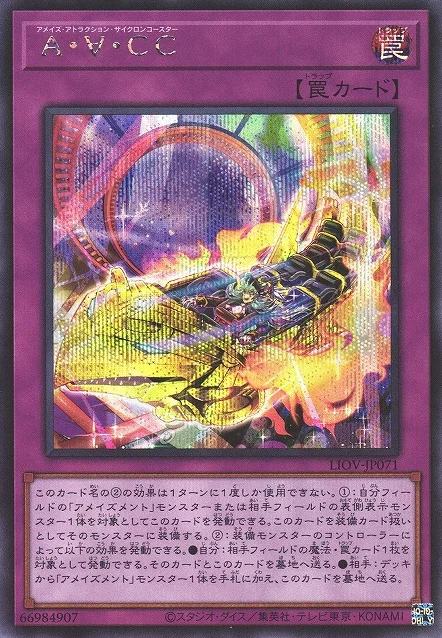 アメイズ・アトラクション・サイクロンコースター
A・∀・CC
トラップ
罠
【罠カード】
LIOV-JP071
このカード名の②の効果は1ターンに1度しか使用できない。①：自分フィー
ルドの「アメイズメント」モンスターまたは相手フィールドの表側表示モン
スター1体を対象としてこのカードを発動できる。このカードを装備カード扱い
としてそのモンスターに装備する。②：装備モンスターのコントローラーに
よって以下の効果を発動できる。●自分：相手フィールドの魔法・罠カード1枚を
対象として発動できる。そのカードとこのカードを墓地へ送る。●相手：デッキ
から「アメイズメント」モンスター1体を手札に加え、このカードを墓地へ送る。
66984907
©スタジオ・ダイス／集英社・テレビ東京・KONAMI